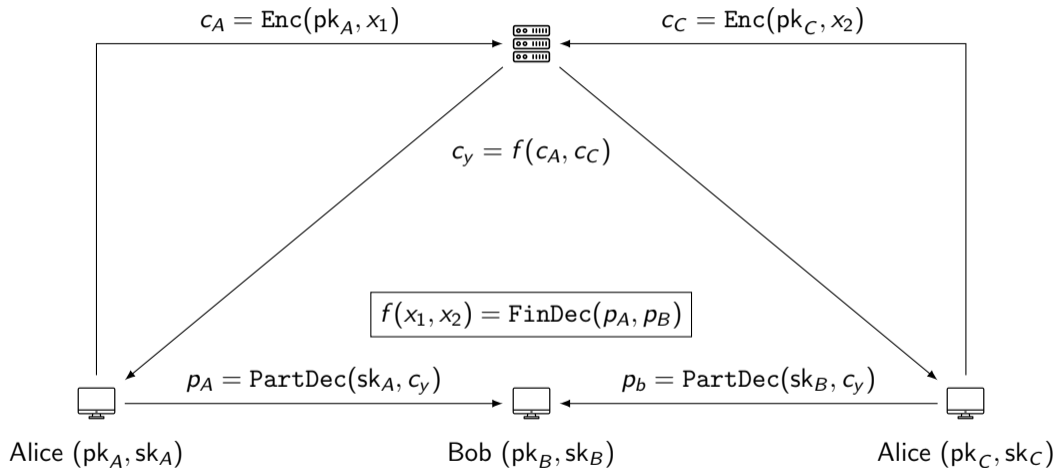 c_A = Enc(pk_A, x_1)
c_C = Enc(pk_C, x_2)
c_y = f(c_A, c_C)
f(x_1, x_2) = FinDec(p_A, p_B)
p_A = PartDec(sk_A, c_y)
p_b = PartDec(sk_B, c_y)
Alice (pk_A, sk_A)
Bob (pk_B, sk_B)
Alice (pk_C, sk_C)